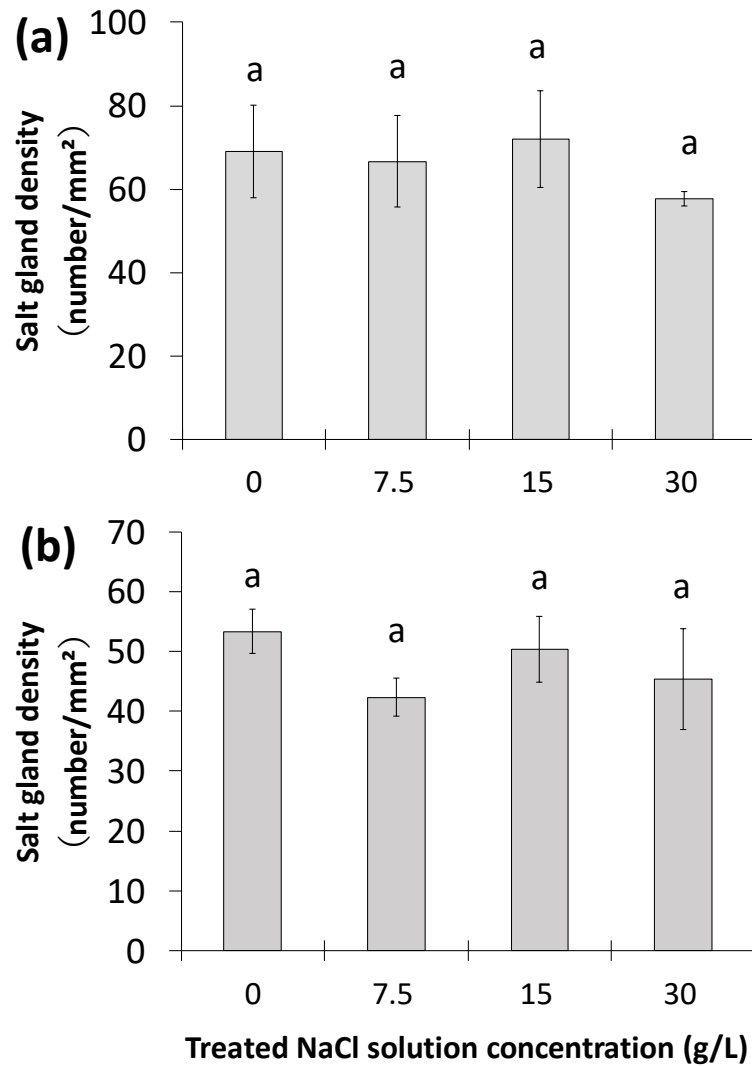 (a)
Salt gland density
（number/mm²)
100
80
60
40
20
0
a
a
a
a
0 7.5 15 30
(b)
Salt gland density
（number/mm²)
70
60
50
40
30
20
10
0
a
a
a
a
0 7.5 15 30
Treated NaCl solution concentration (g/L)